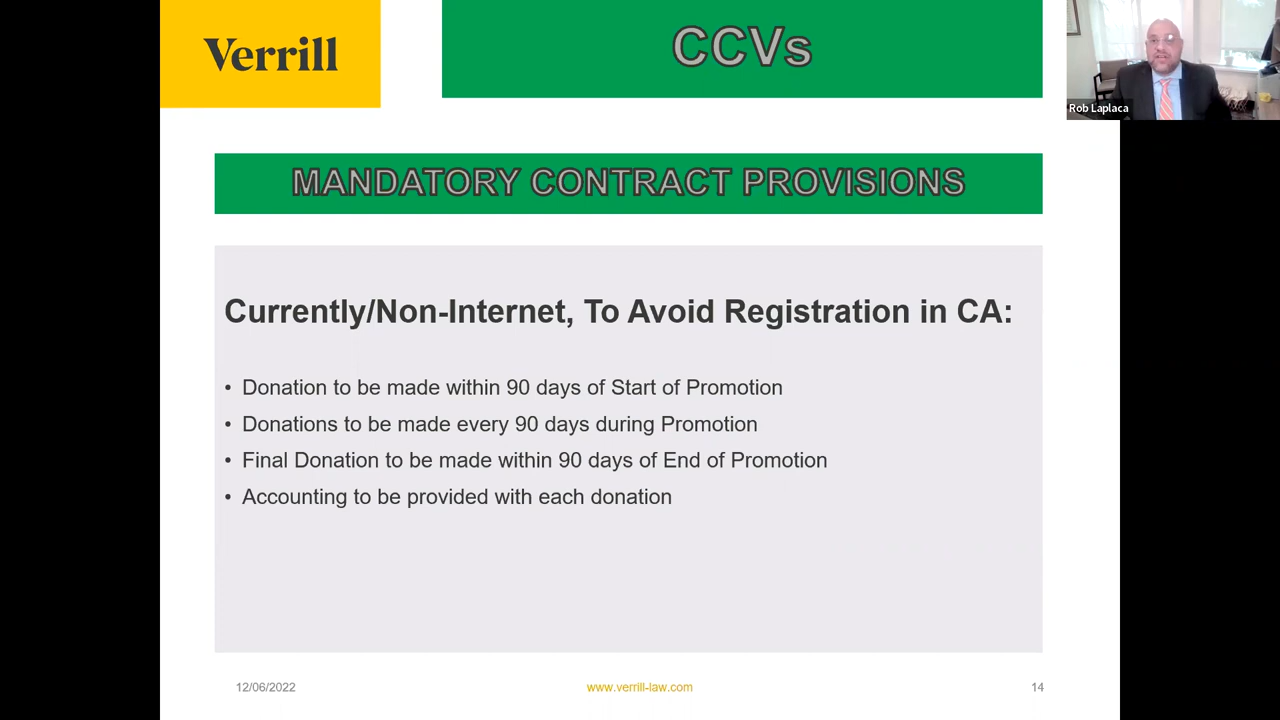 Verrill
CCVs
Rob Laplaca
MANDATORY CONTRACT PROVISIONS
Currently/Non-Internet, To Avoid Registration in CA:
• Donation to be made within 90 days of Start of Promotion
• Donations to be made every 90 days during Promotion
• Final Donation to be made within 90 days of End of Promotion
• Accounting to be provided with each donation
12/06/2022
www.verrill-law.com
14